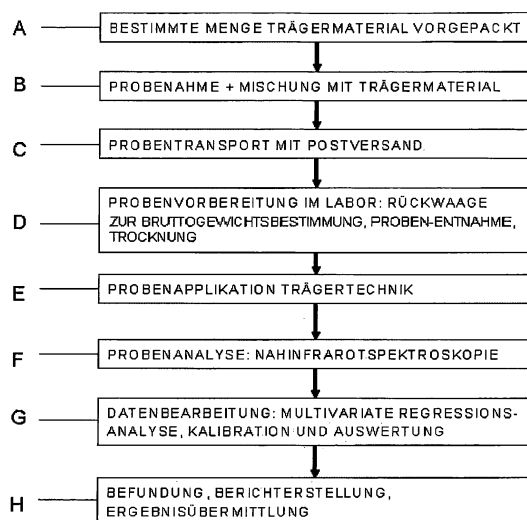 A BESTIMMTE MENGE TRÄGERMATERIAL VORGEPACKT
B PROBENAHME + MISCHUNG MIT TRÄGERMATERIAL
C PROBENTRANSPORT MIT POSTVERSAND
D PROBENVORBEREITUNG IM LABOR: RÜCKWAAGE
ZUR BRUTTOGEWICHTSBESTIMMUNG, PROBEN-ENTNAHME,
TROCKNUNG
E PROBENAPPLIKATION TRÄGERTECHNIK
F PROBENANALYSE: NAHINFRAROTSPEKTROSKOPIE
G DATENBEARBEITUNG: MULTIVARIATE REGRESSIONS-
ANALYSE, KALIBRATION UND AUSWERTUNG
H BEFUNDUNG, BERICHTERSTELLUNG,
ERGEBNISÜBERMITTLUNG